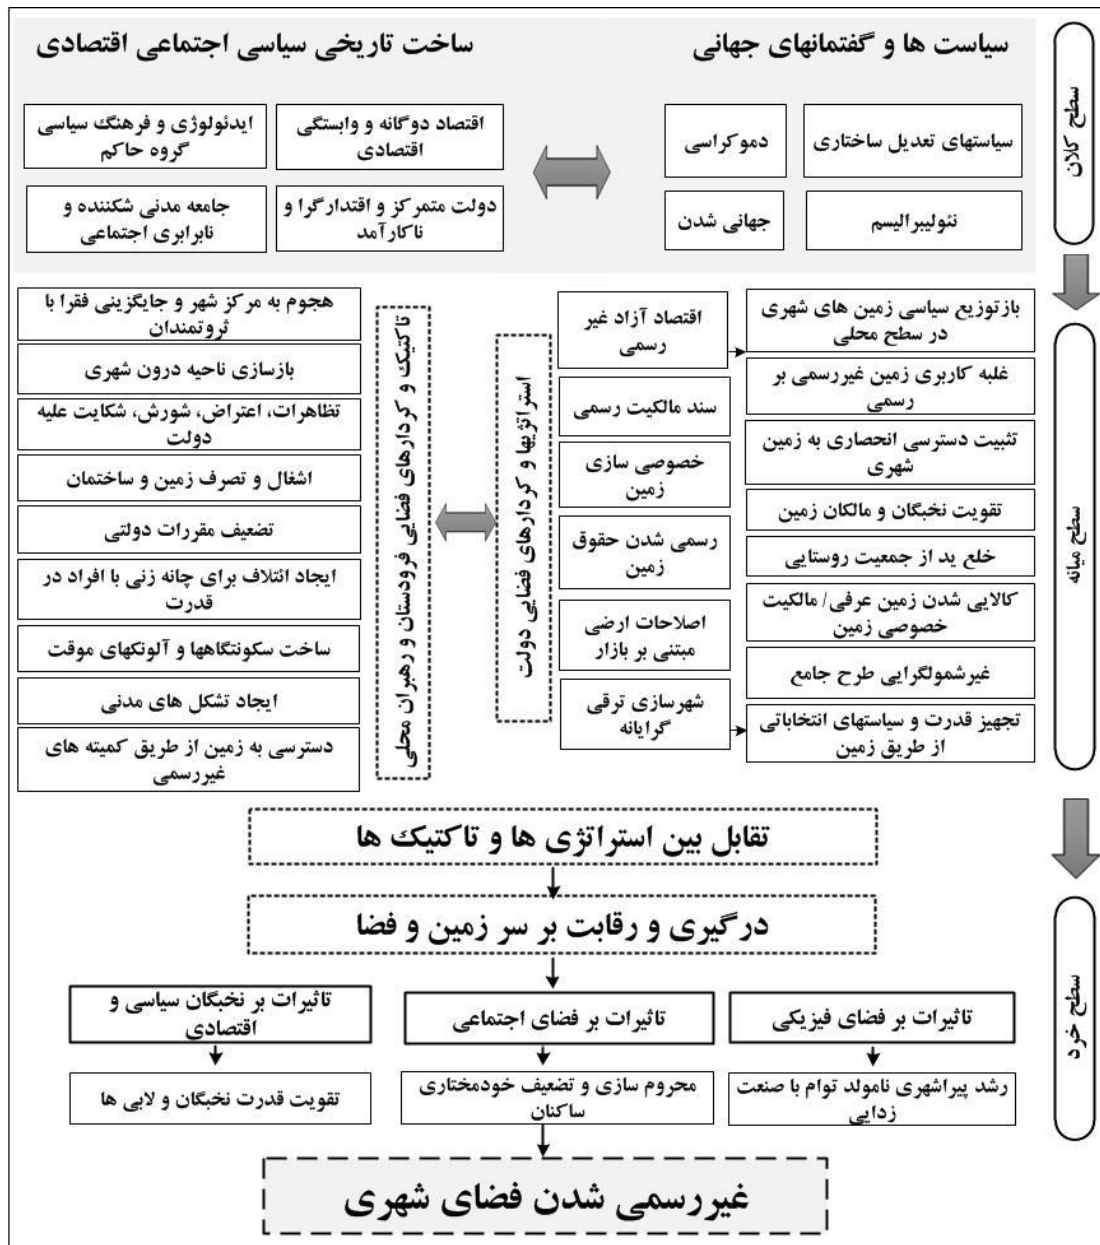 سطح کلان
سیاست ها و گفتمانهای جهانی
سیاستهای تعدیل ساختاری
دموکراسی
نئولیبرالیسم
جهانی شدن
ساخت تاریخی سیاسی اجتماعی اقتصادی
اقتصاد دوگانه و وابستگی
اقتصادی
ایدئولوژی و فرهنگ سیاسی
گروه حاکم
دولت متمرکز و اقتدارگرا و
ناکارآمد
جامعه مدنی شکننده و
نابرابری اجتماعی
سطح میانه
بازتوزیع سیاسی زمین های شهری
در سطح محلی
غلبه کاربری زمین غیررسمی بر
رسمی
تثبیت دسترسی انحصاری به زمین
شهری
تقویت نخبگان و مالکان زمین
خلع ید از جمعیت روستایی
کالایی شدن زمین عرفی/ مالکیت
خصوصی زمین
غیرشمولگرایی طرح جامع
تجهیز قدرت و سیاستهای انتخاباتی
از طریق زمین
اقتصاد آزاد غیر
رسمی
سند مالکیت رسمی
خصوصی سازی
زمین
رسمی شدن حقوق
زمین
اصلاحات ارضی
مبتنی بر بازار
شهرسازی ترقی
گرایانه
استراتژیها و کردارهای فضایی دولت
تاکتیک و کردارهای فضایی فرودستان و رهبران محلی
هجوم به مرکز شهر و جایگزینی فقرا با
ثروتمندان
بازسازی ناحیه درون شهری
تظاهرات، اعتراض، شورش، شکایت علیه
دولت
اشغال و تصرف زمین و ساختمان
تضعیف مقررات دولتی
ایجاد ائتلاف برای چانه زنی با افراد در
قدرت
ساخت سکونتگاهها و آلونکهای موقت
ایجاد تشکل های مدنی
دسترسی به زمین از طریق کمیته های
غیررسمی
سطح خرد
تقابل بین استراتژی ها و تاکتیک ها
درگیری و رقابت بر سر زمین و فضا
تاثیرات بر فضای فیزیکی
تاثیرات بر فضای اجتماعی
تاثیرات بر نخبگان سیاسی و
اقتصادی
رشد پیراشهری نامولد توام با صنعت
زدایی
محروم سازی و تضعیف خودمختاری
ساکنان
تقویت قدرت نخبگان و لابی ها
غیررسمی شدن فضای شهری